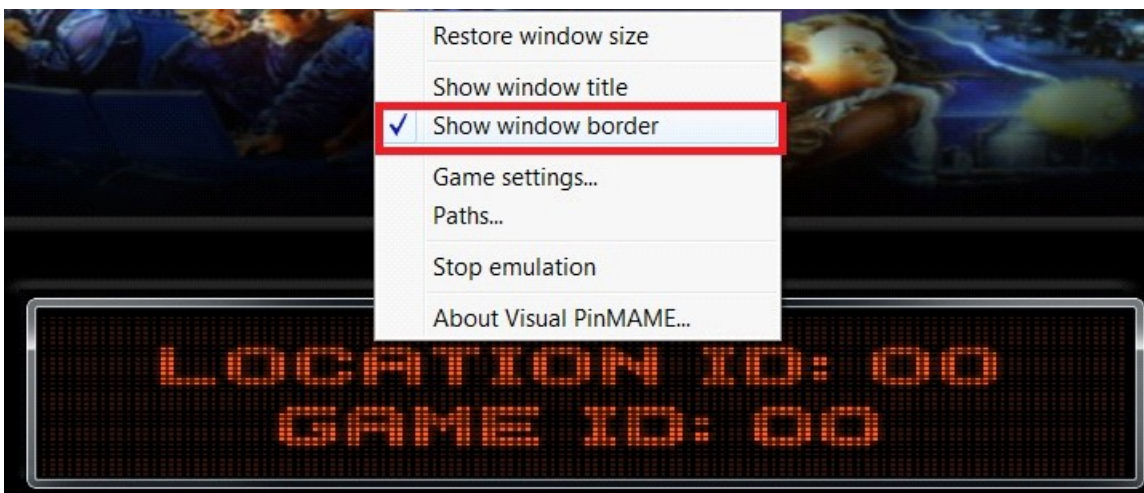 Restore window size
Show window title
Show window border
Game settings...
Paths...
Stop emulation
About Visual PinMAME...
LOCATION ID: 00
GAME ID: 00